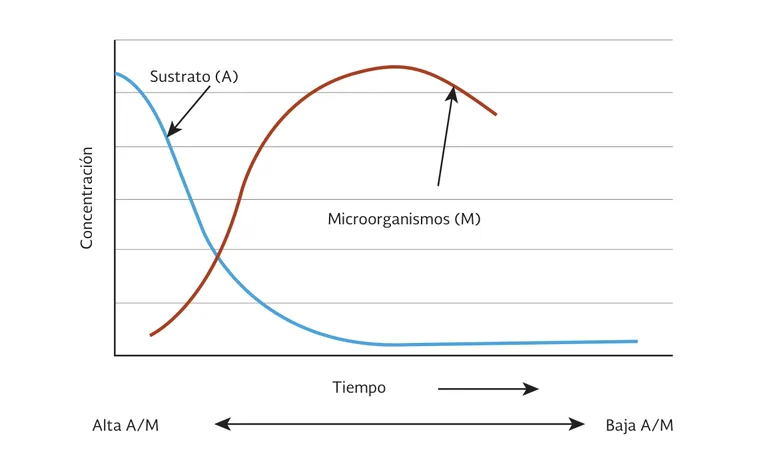 Sustrato (A)
Concentración
Microorganismos (M)
Tiempo
Alta A/M
Baja A/M